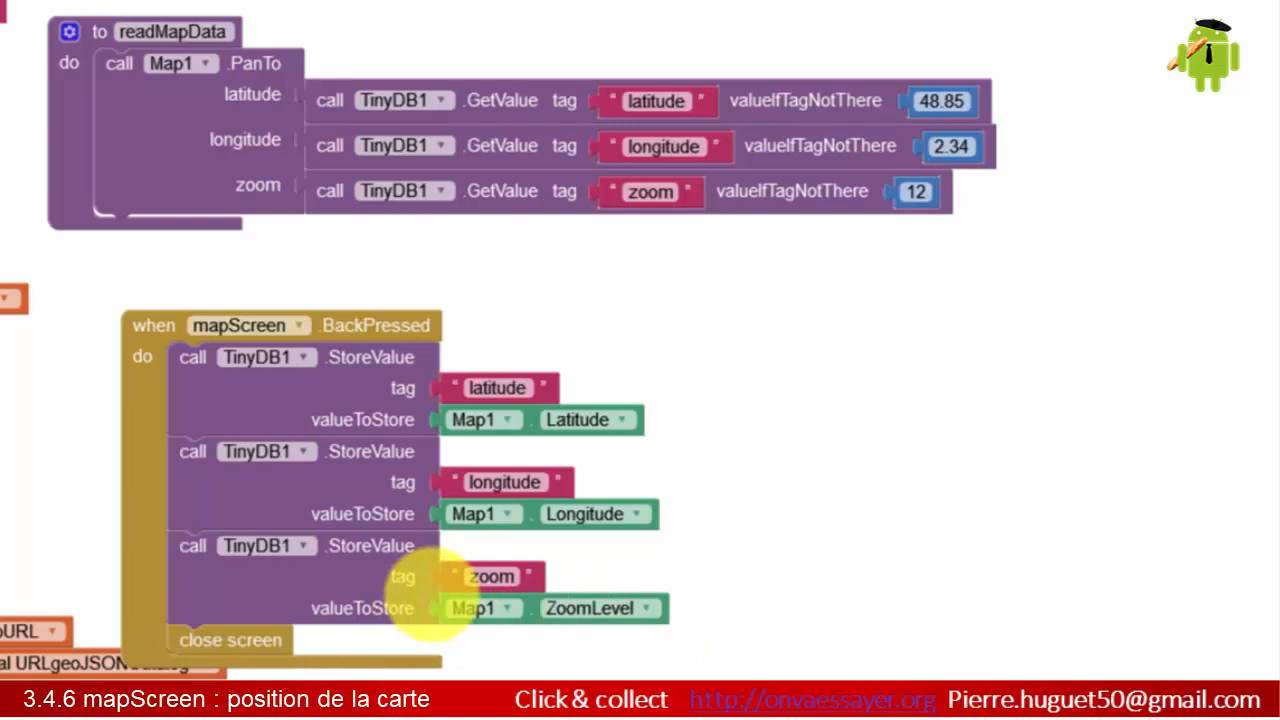 to readMapData
do call Map1 .PanTo
latitude call TinyDB1 .GetValue tag " latitude " valueIfTagNotThere 48.85
longitude call TinyDB1 .GetValue tag " longitude " valueIfTagNotThere 2.34
zoom call TinyDB1 .GetValue tag " zoom " valueIfTagNotThere 12
when mapScreen .BackPressed
do call TinyDB1 .StoreValue
tag " latitude "
valueToStore Map1 . Latitude
call TinyDB1 .StoreValue
tag " longitude "
valueToStore Map1 . Longitude
call TinyDB1 .StoreValue
tag " zoom "
valueToStore Map1 . ZoomLevel
close screen
3.4.6 mapScreen : position de la carte Click & collect http://onvaessayer.org Pierre.huguet50@gmail.com